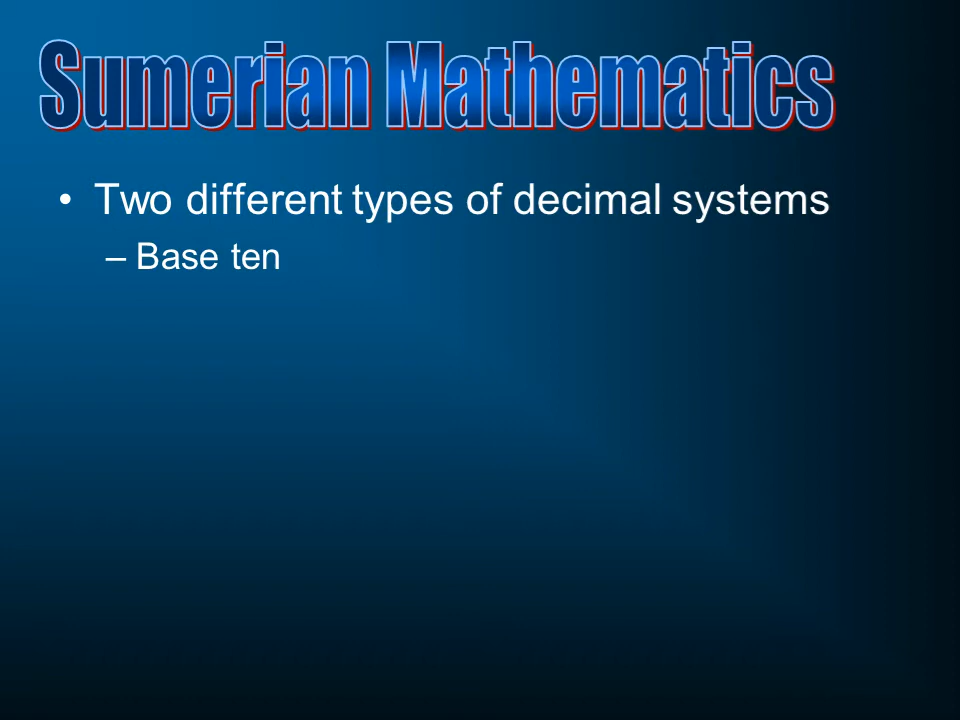 Sumerian Mathematics
• Two different types of decimal systems
– Base ten